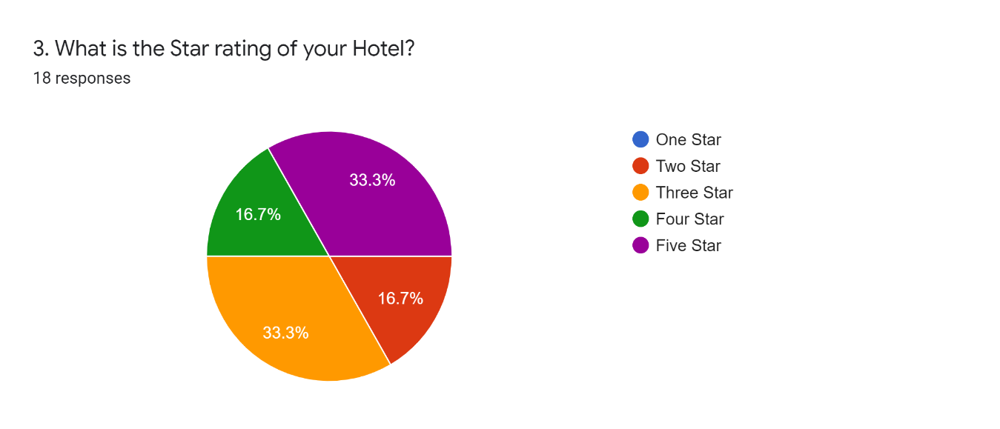 3. What is the Star rating of your Hotel?
18 responses
33.3%
16.7%
16.7%
33.3%
One Star
Two Star
Three Star
Four Star
Five Star